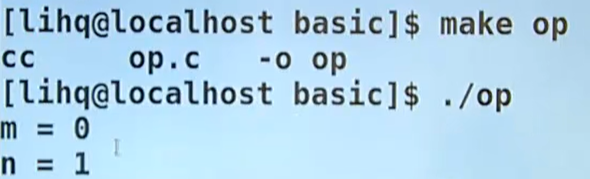 [lihq@localhost basic]$ make op
cc     op.c   -o op
[lihq@localhost basic]$ ./op
m = 0
n = 1